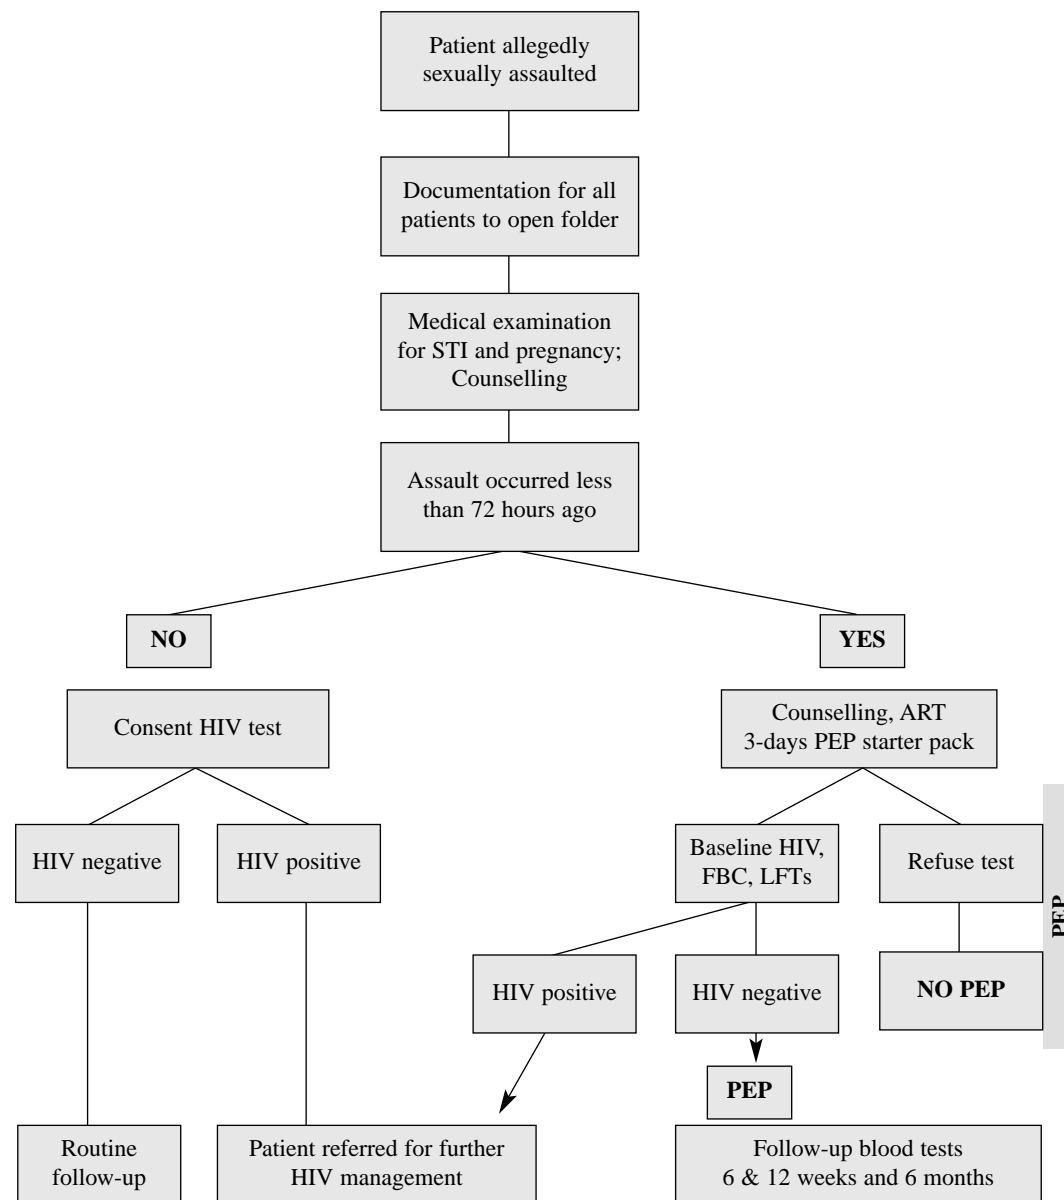 Patient allegedly
sexually assaulted
Documentation for all
patients to open folder
Medical examination
for STI and pregnancy;
Counselling
Assault occurred less
than 72 hours ago
NO
YES
Consent HIV test
Counselling, ART
3-days PEP starter pack
HIV negative
HIV positive
Baseline HIV,
FBC, LFTs
Refuse test
PEP
HIV positive
HIV negative
NO PEP
PEP
Routine
follow-up
Patient referred for further
HIV management
Follow-up blood tests
6 & 12 weeks and 6 months